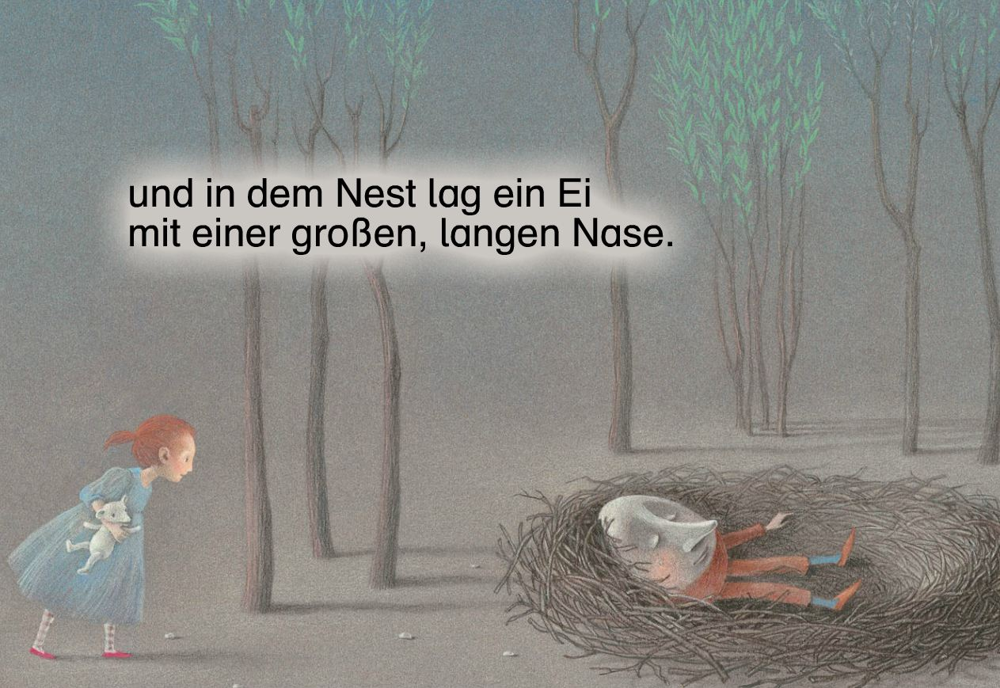 und in dem Nest lag ein Ei
mit einer großen, langen Nase.